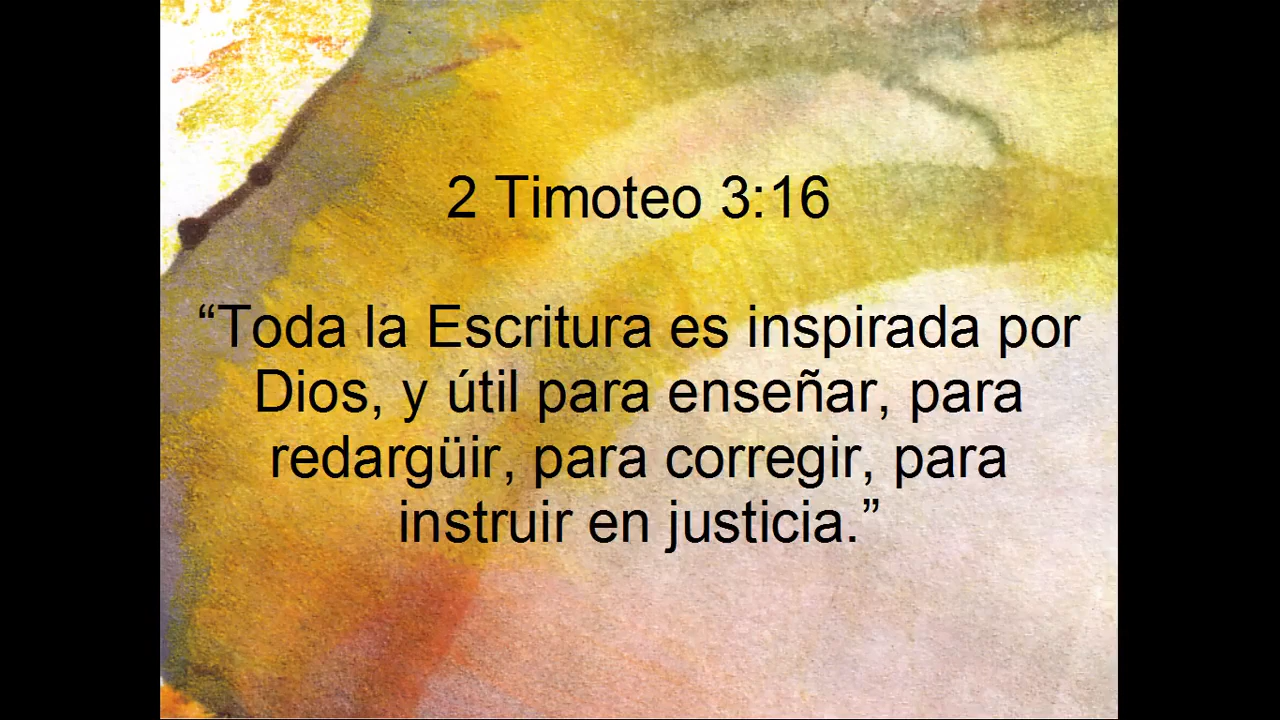 2 Timoteo 3:16
“Toda la Escritura es inspirada por
Dios, y útil para enseñar, para
redargüir, para corregir, para
instruir en justicia.”